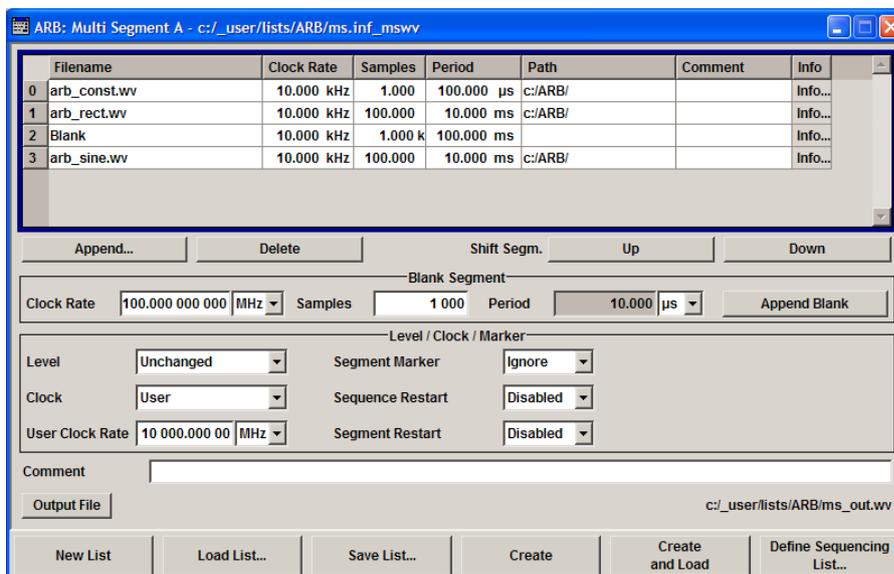 ARB: Multi Segment A - c:/_user/lists/ARB/ms.inf_mswv
Filename Clock Rate Samples Period Path Comment Info
0 arb_const.wv 10.000 kHz 1.000 100.000 µs c:/ARB/ Info...
1 arb_rect.wv 10.000 kHz 100.000 10.000 ms c:/ARB/ Info...
2 Blank 10.000 kHz 1.000 k 100.000 ms Info...
3 arb_sine.wv 10.000 kHz 100.000 10.000 ms c:/ARB/ Info...
Append... Delete Shift Segm. Up Down
Blank Segment
Clock Rate 100.000 000 000 MHz Samples 1 000 Period 10.000 µs Append Blank
Level / Clock / Marker
Level Unchanged Segment Marker Ignore
Clock User Sequence Restart Disabled
User Clock Rate 10 000.000 00 MHz Segment Restart Disabled
Comment
Output File c:/_user/lists/ARB/ms_out.wv
New List Load List... Save List... Create Create and Load Define Sequencing List...